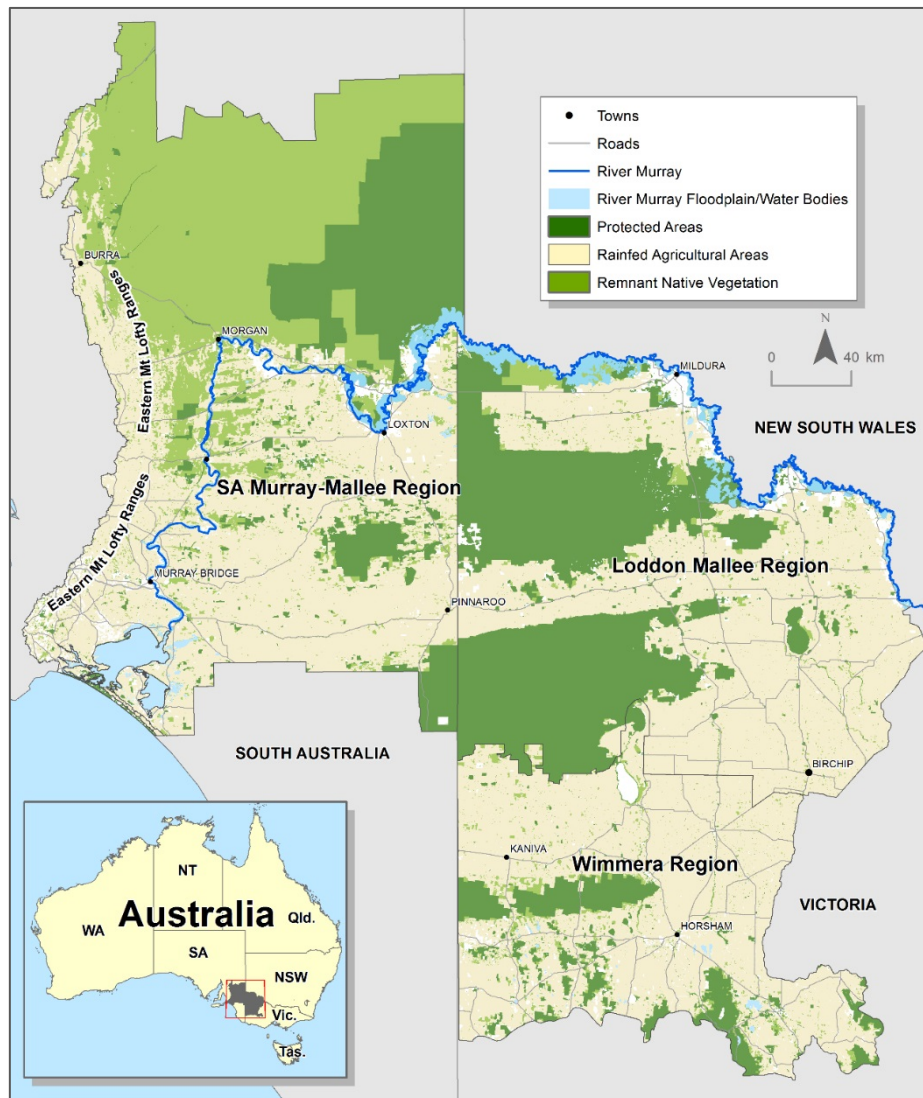 Towns
Roads
River Murray
River Murray Floodplain/Water Bodies
Protected Areas
Rainfed Agricultural Areas
Remnant Native Vegetation
N
0 40 km
BURRA
Eastern Mt Lofty Ranges
MORGAN
MILDURA
LOXTON
NEW SOUTH WALES
SA Murray-Mallee Region
Eastern Mt Lofty Ranges
Loddon Mallee Region
MURRAY BRIDGE
PINNAROO
SOUTH AUSTRALIA
BIRCHIP
KANIVA
Wimmera Region
VICTORIA
HORSHAM
NT
Australia
Qld.
WA
SA
NSW
Vic.
Tas.